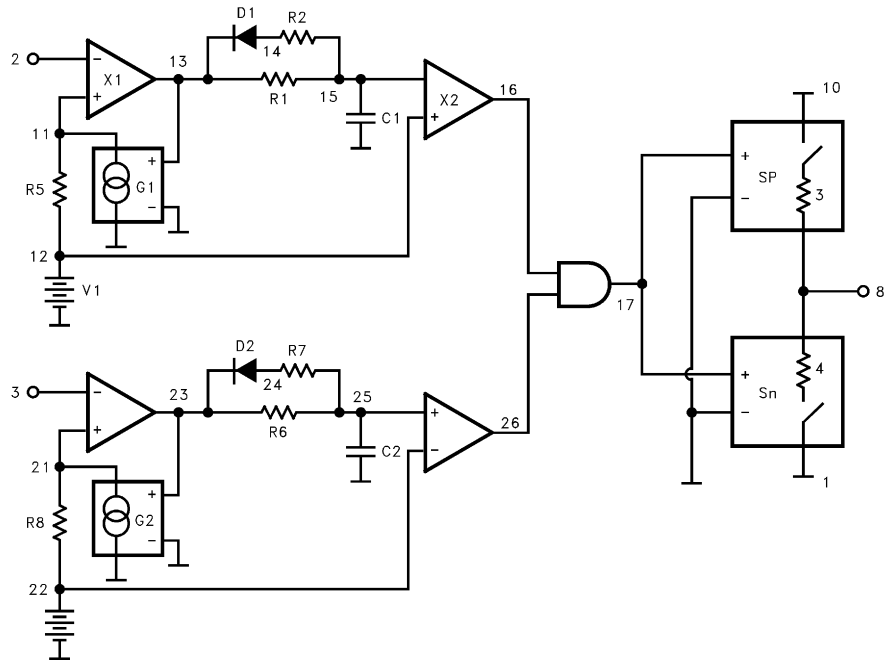 D1 R2
2 − X1 13 14
+ R1 15 − X2 16 10
11 C1 +
R5 + G1 −
SP + − 3
12
V1
17 8
D2 R7
3 − 23 24 25 + 4
+ R6 + Sn −
21 C2 − 26
R8 + G2 − 1
22